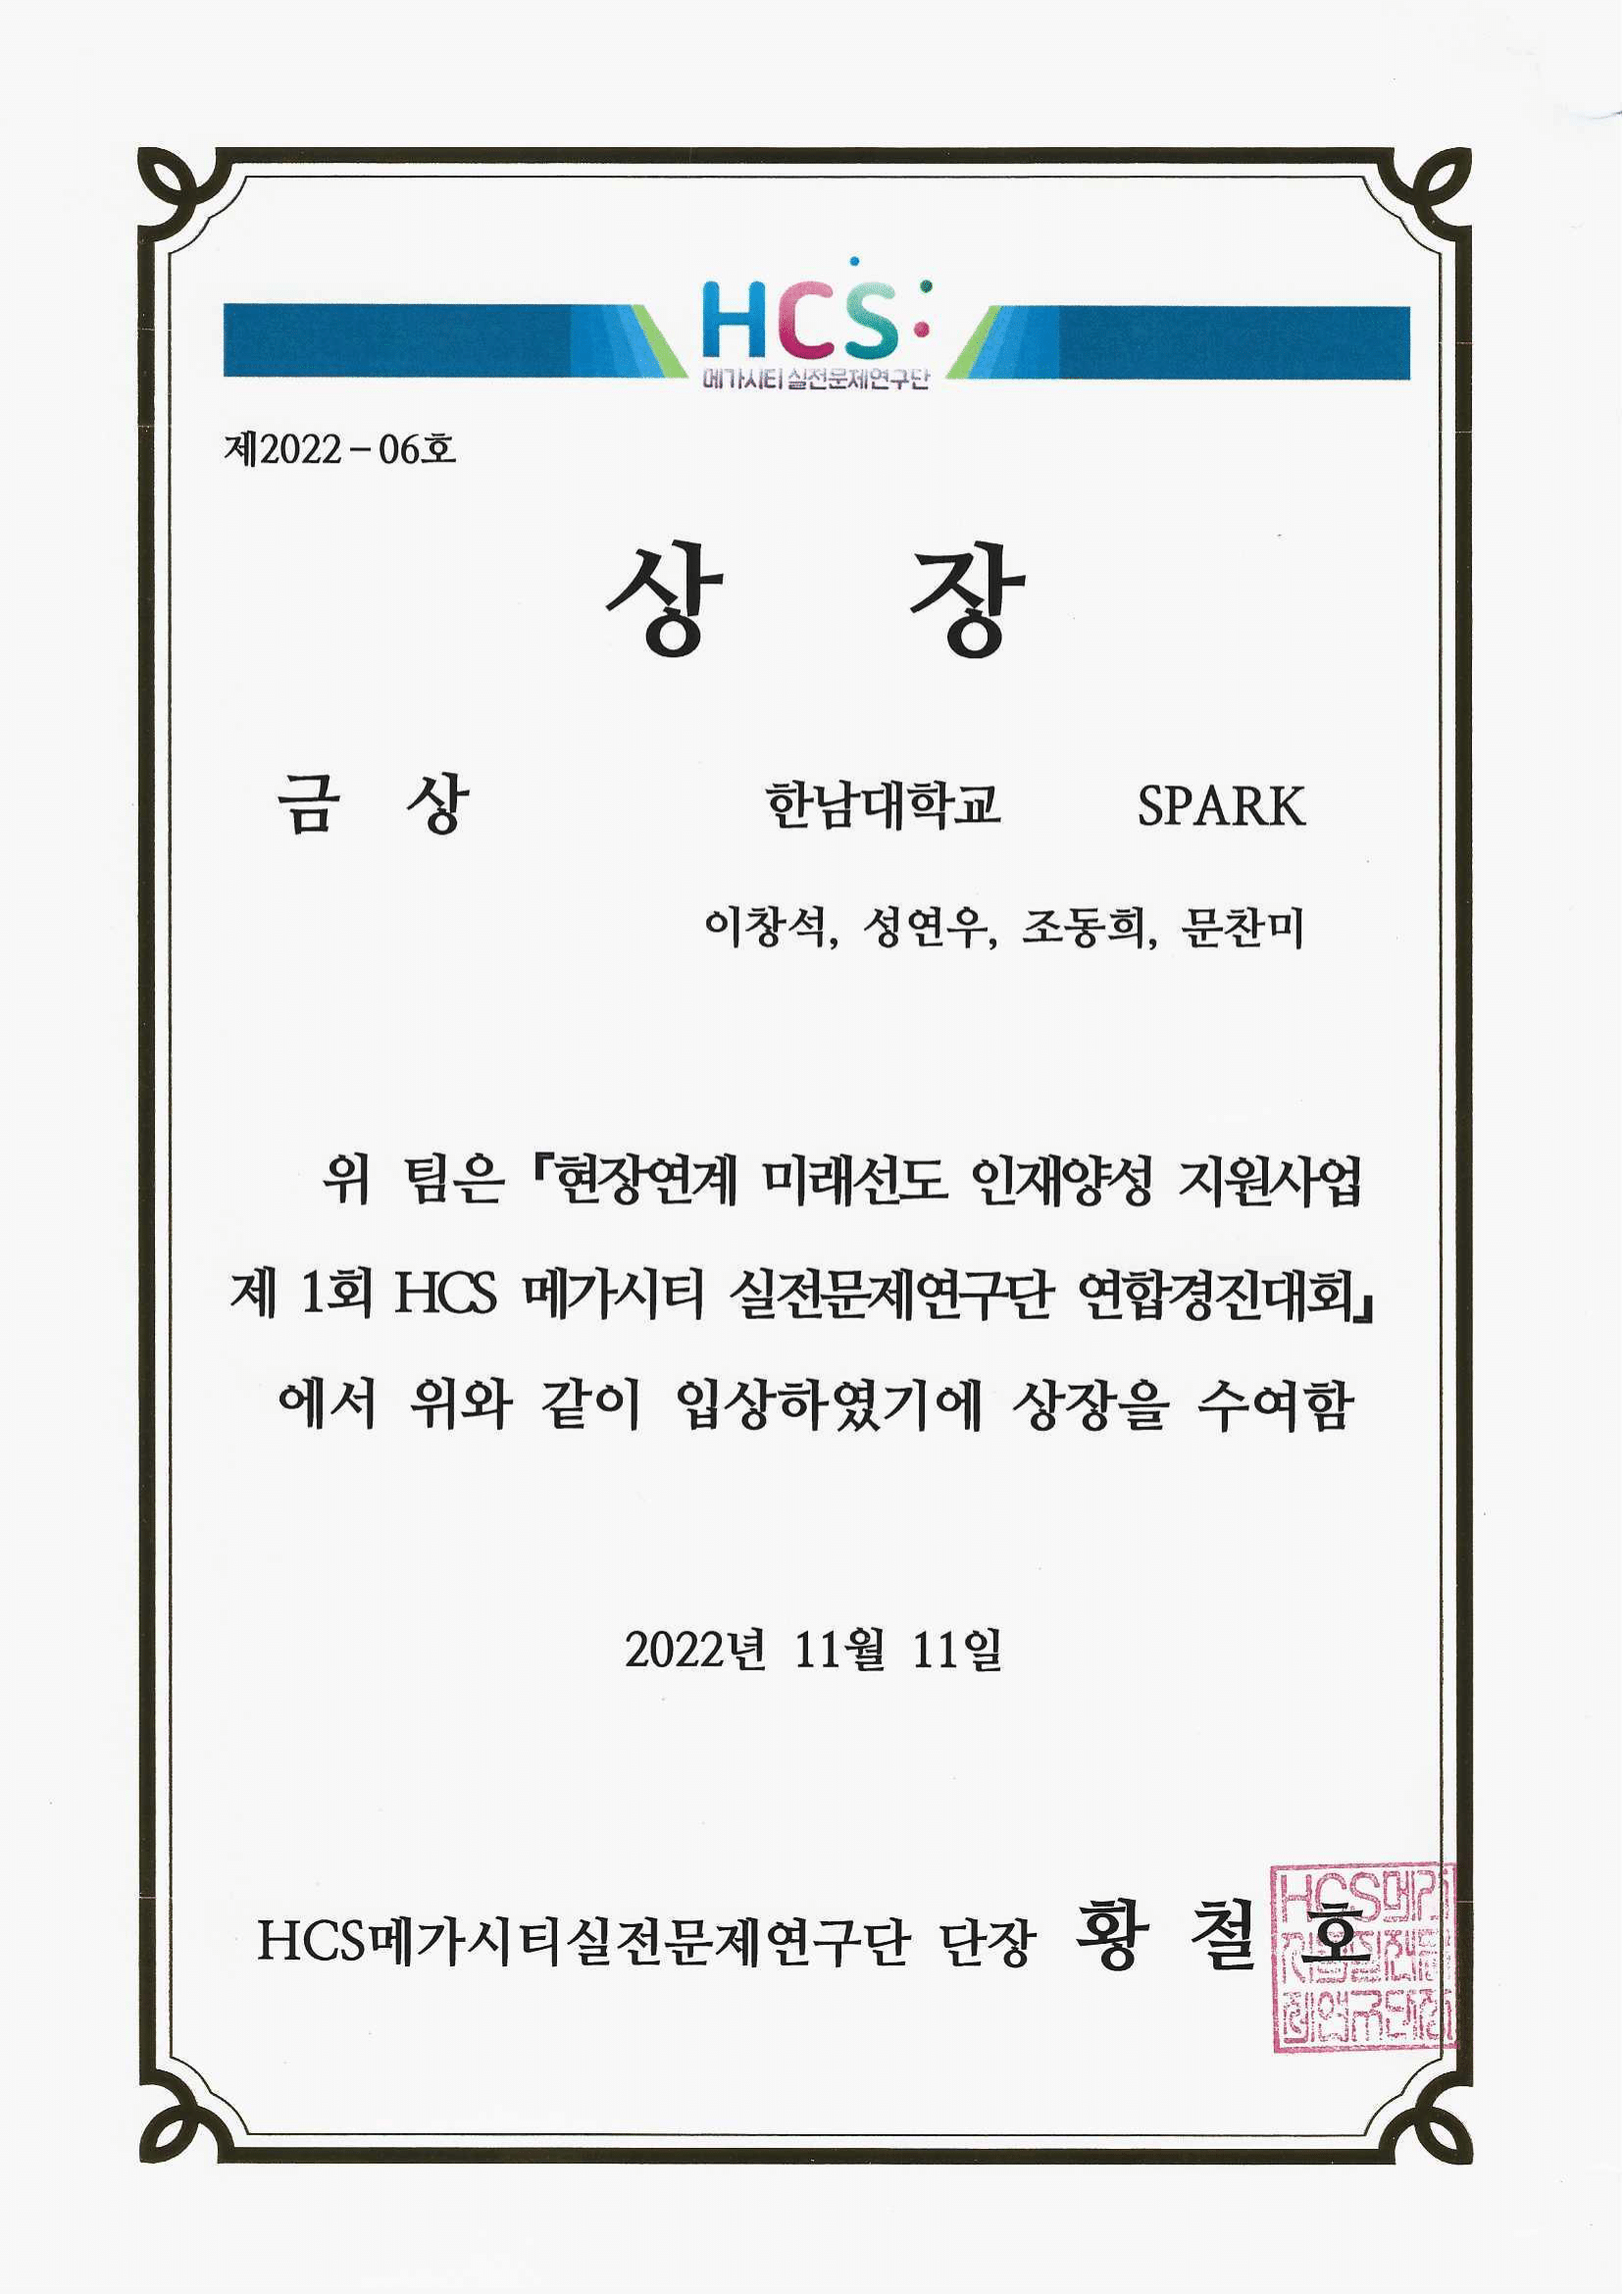 HCS
메가시티 실전문제연구단
제2022-06호
상 장
금 상 한남대학교 SPARK
이창석, 성연우, 조동희, 문찬미
위 팀은 『현장연계 미래선도 인재양성 지원사업
제 1회 HCS 메가시티 실전문제연구단 연합경진대회』
에서 위와 같이 입상하였기에 상장을 수여함
2022년 11월 11일
HCS메가시티실전문제연구단 단장 황 철 호
HCS메가
시티실전문
제연구단장